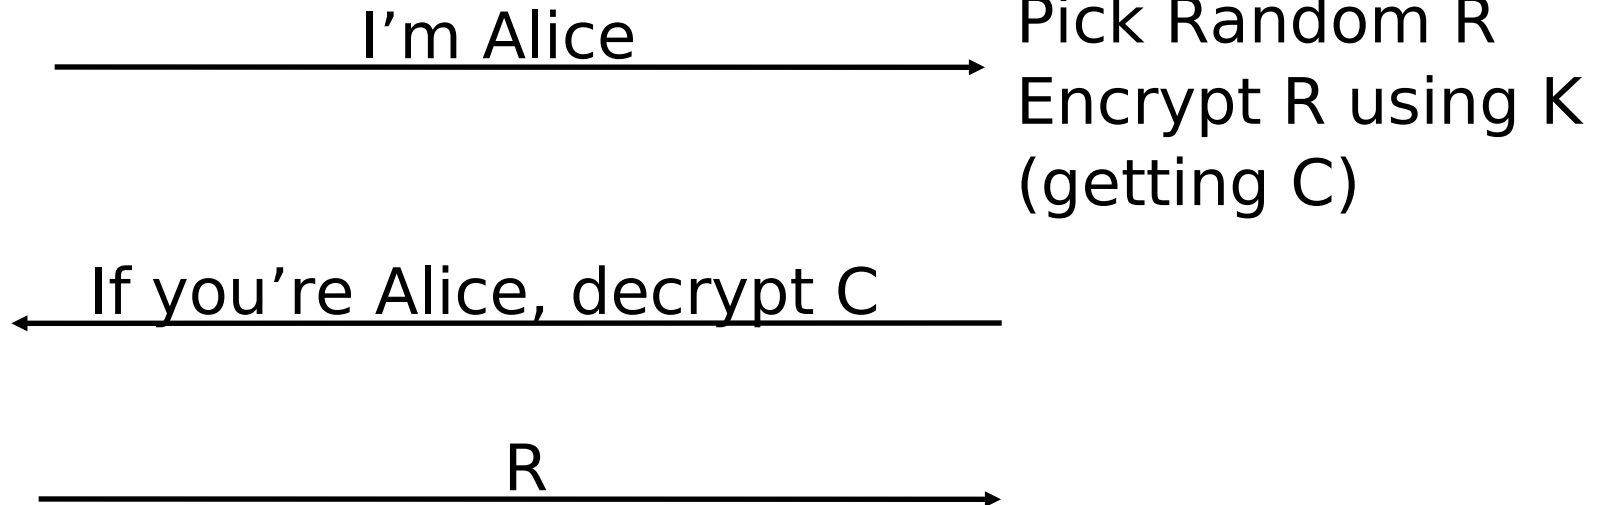 I’m Alice
Pick Random R
Encrypt R using K
(getting C)
If you’re Alice, decrypt C
R